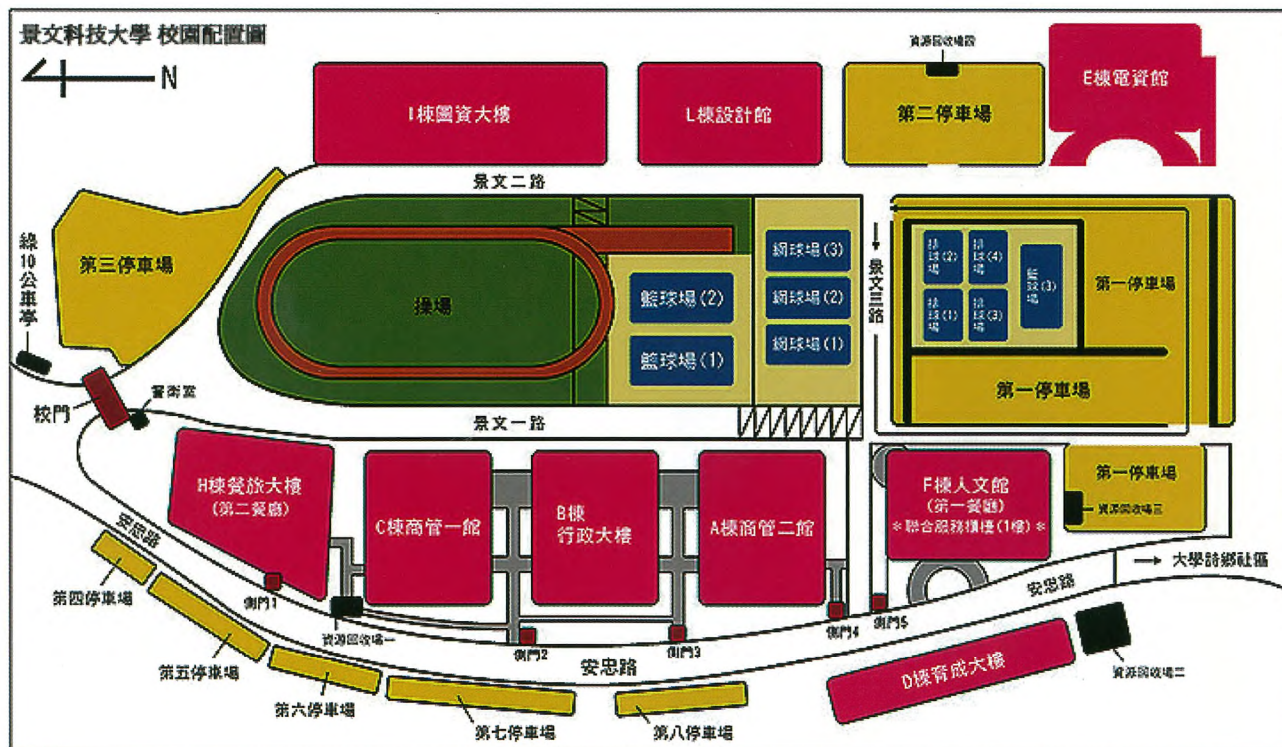 景文科技大學 校園配置圖
N
資源回收場四
I棟圖資大樓
L棟設計館
第二停車場
E棟電資館
景文二路
第三停車場
綠10公車亭
操場
籃球場(2)
籃球場(1)
網球場(3)
網球場(2)
網球場(1)
→景文三路
排球場(2)
排球場(4)
排球場(1)
排球場(3)
籃球場(3)
第一停車場
第一停車場
校門
警衛室
景文一路
H棟餐旅大樓
(第二餐廳)
C棟商管一館
B棟
行政大樓
A棟商管二館
F棟人文館
(第一餐廳)
*聯合服務櫃檯(1樓)*
第一停車場
資源回收場三
安忠路
→ 大學詩鄉社區
安忠路
側門1
資源回收場一
側門2
側門3
側門4
側門5
安忠路
第四停車場
第五停車場
第六停車場
第七停車場
第八停車場
D棟育成大樓
資源回收場二